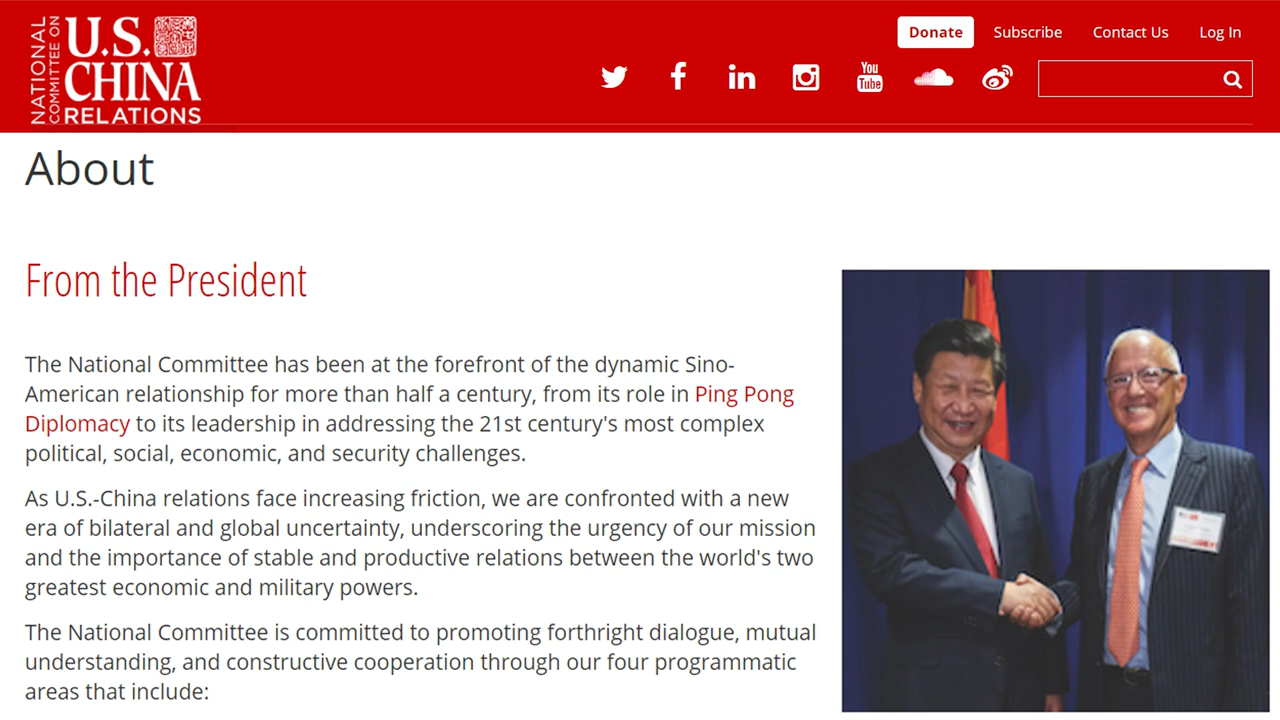 NATIONAL
COMMITTEE ON
U.S.
CHINA
RELATIONS
Donate
Subscribe
Contact Us
Log In
You
Tube
About
From the President
The National Committee has been at the forefront of the dynamic Sino-
American relationship for more than half a century, from its role in Ping Pong
Diplomacy to its leadership in addressing the 21st century's most complex
political, social, economic, and security challenges.
As U.S.-China relations face increasing friction, we are confronted with a new
era of bilateral and global uncertainty, underscoring the urgency of our mission
and the importance of stable and productive relations between the world's two
greatest economic and military powers.
The National Committee is committed to promoting forthright dialogue, mutual
understanding, and constructive cooperation through our four programmatic
areas that include: